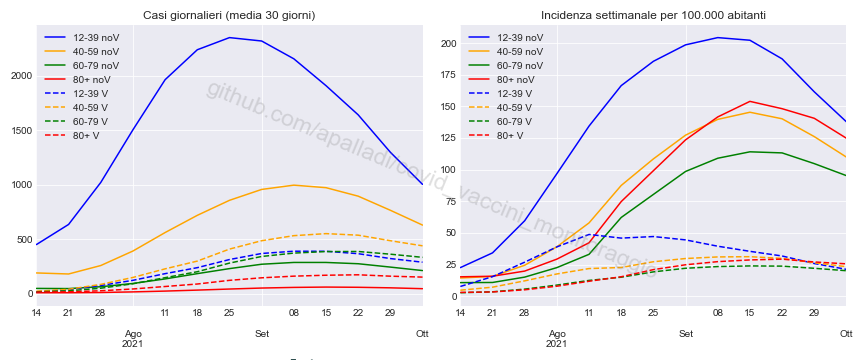 Casi giornalieri (media 30 giorni)
12-39 noV
40-59 noV
60-79 noV
80+ noV
12-39 V
40-59 V
60-79 V
80+ V
2000
1500
1000
500
0
14 21 28 11 18 25 08 15 22 29
Ago Set Ott
2021
Incidenza settimanale per 100.000 abitanti
12-39 noV
40-59 noV
60-79 noV
80+ noV
12-39 V
40-59 V
60-79 V
80+ V
200
175
150
125
100
75
50
25
0
14 21 28 11 18 25 08 15 22 29
Ago Set Ott
2021
github.com/apalladi/covid_vaccini_monitoraggio